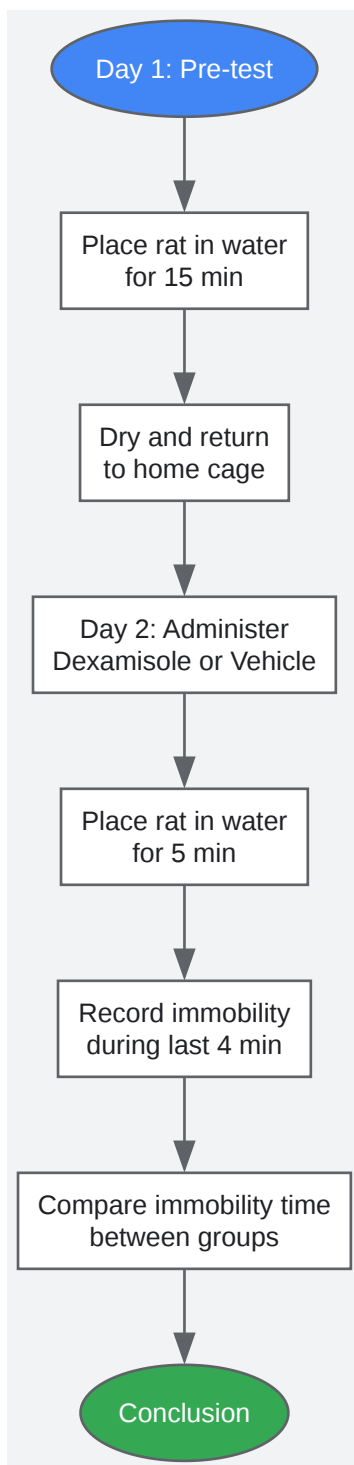 Day 1: Pre-test
Place rat in water
for 15 min
Dry and return
to home cage
Day 2: Administer
Dexamisole or Vehicle
Place rat in water
for 5 min
Record immobility
during last 4 min
Compare immobility time
between groups
Conclusion